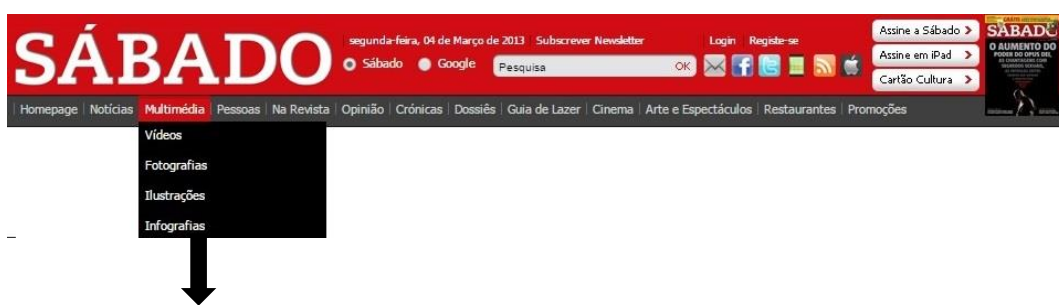 SÁBADO
segunda-feira, 04 de Março de 2013 Subscrever Newsletter Login Registe-se
Sábado Google Pesquisa OK
Assine a Sábado >
Assine em iPad >
Cartão Cultura >
SÁBADO
O AUMENTO DO
PODER DO OPUS DEI,
Homepage | Notícias | Multimédia | Pessoas | Na Revista | Opinião | Crónicas | Dossiês | Guia de Lazer | Cinema | Arte e Espectáculos | Restaurantes | Promoções
Vídeos
Fotografias
Ilustrações
Infografias